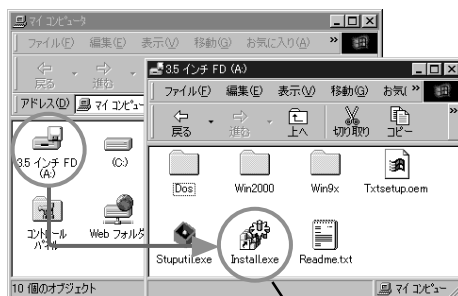 マイ コンピュータ
ファイル(F) 編集(E) 表示(V) 移動(G) お気に入り(A) »
戻る 進む
アドレス(D) マイ コンピュー
3.5 インチ FD (A:)
(C:)
コントロール パネル
Web フォルダ
10 個のオブジェクト
3.5 インチ FD (A:)
ファイル(F) 編集(E) 表示(V) 移動(G) お気に »
戻る 進む 上へ 切り取り コピー »
Dos Win2000 Win9x Txtsetup.oem
Stuputil.exe Install.exe Readme.txt
マイ コンピュー